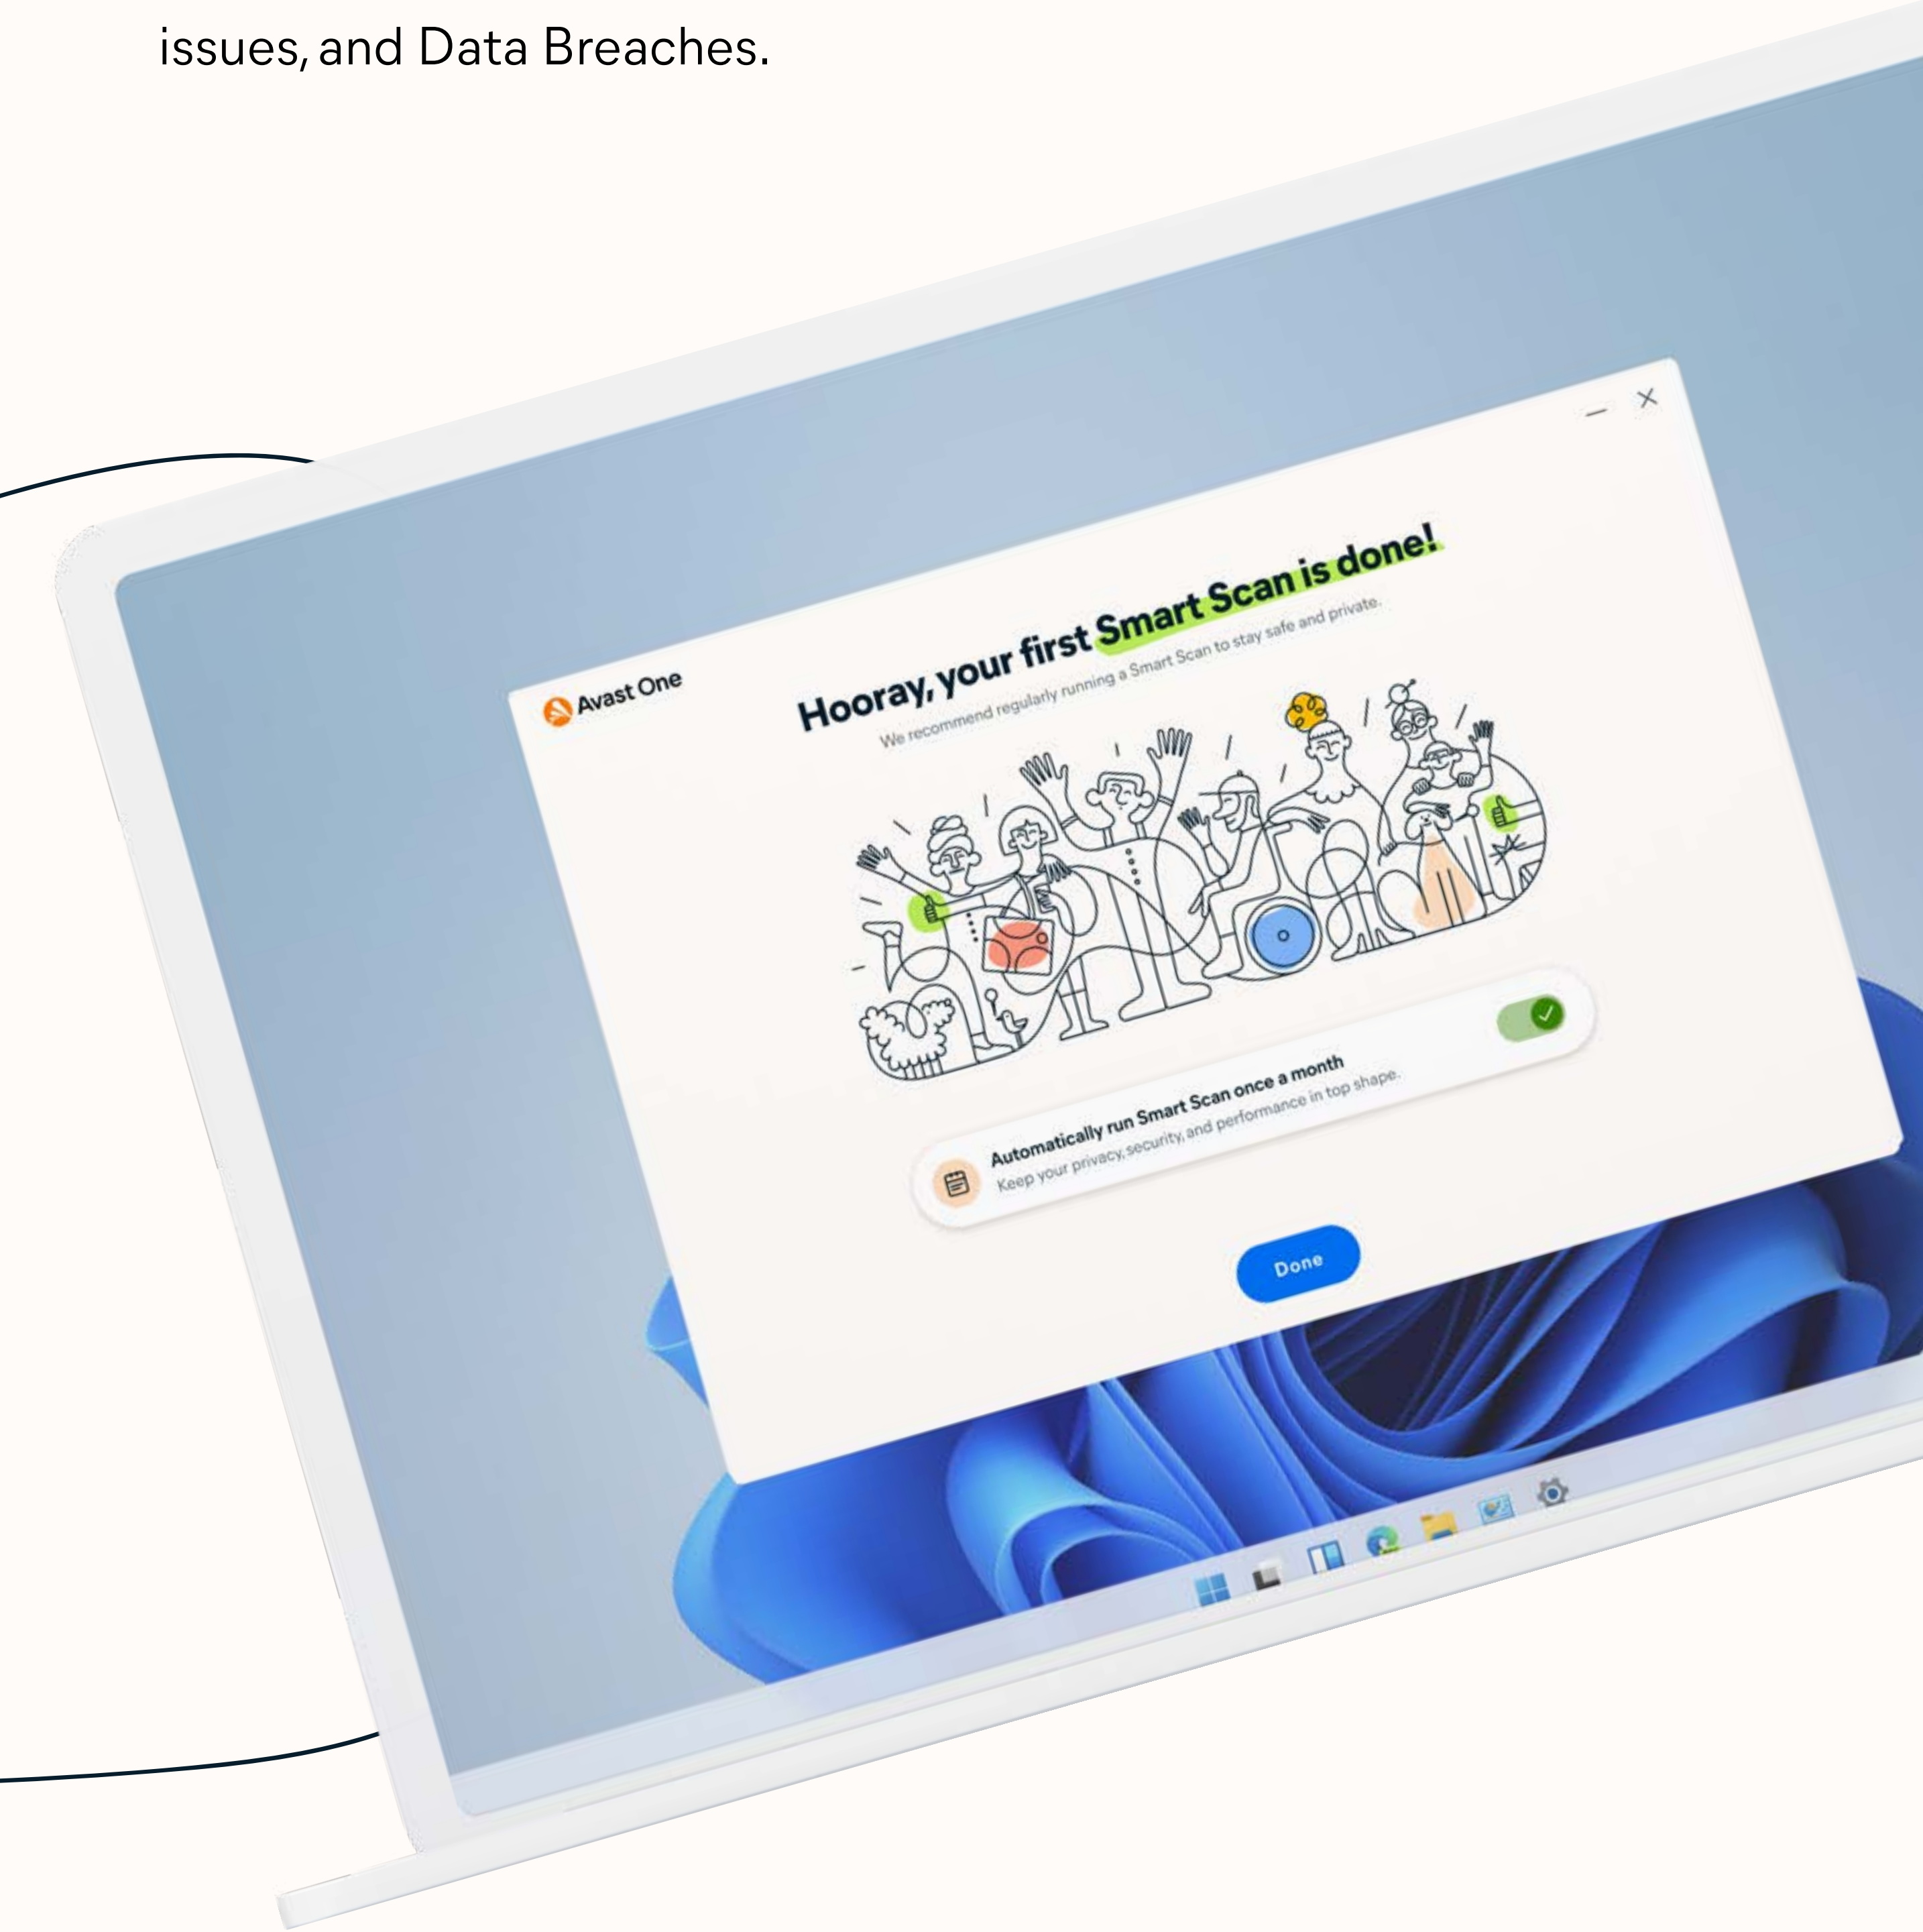 issues, and Data Breaches.
Avast One
Hooray, your first Smart Scan is done!
We recommend regularly running a Smart Scan to stay safe and private.
Automatically run Smart Scan once a month
Keep your privacy, security, and performance in top shape.
Done